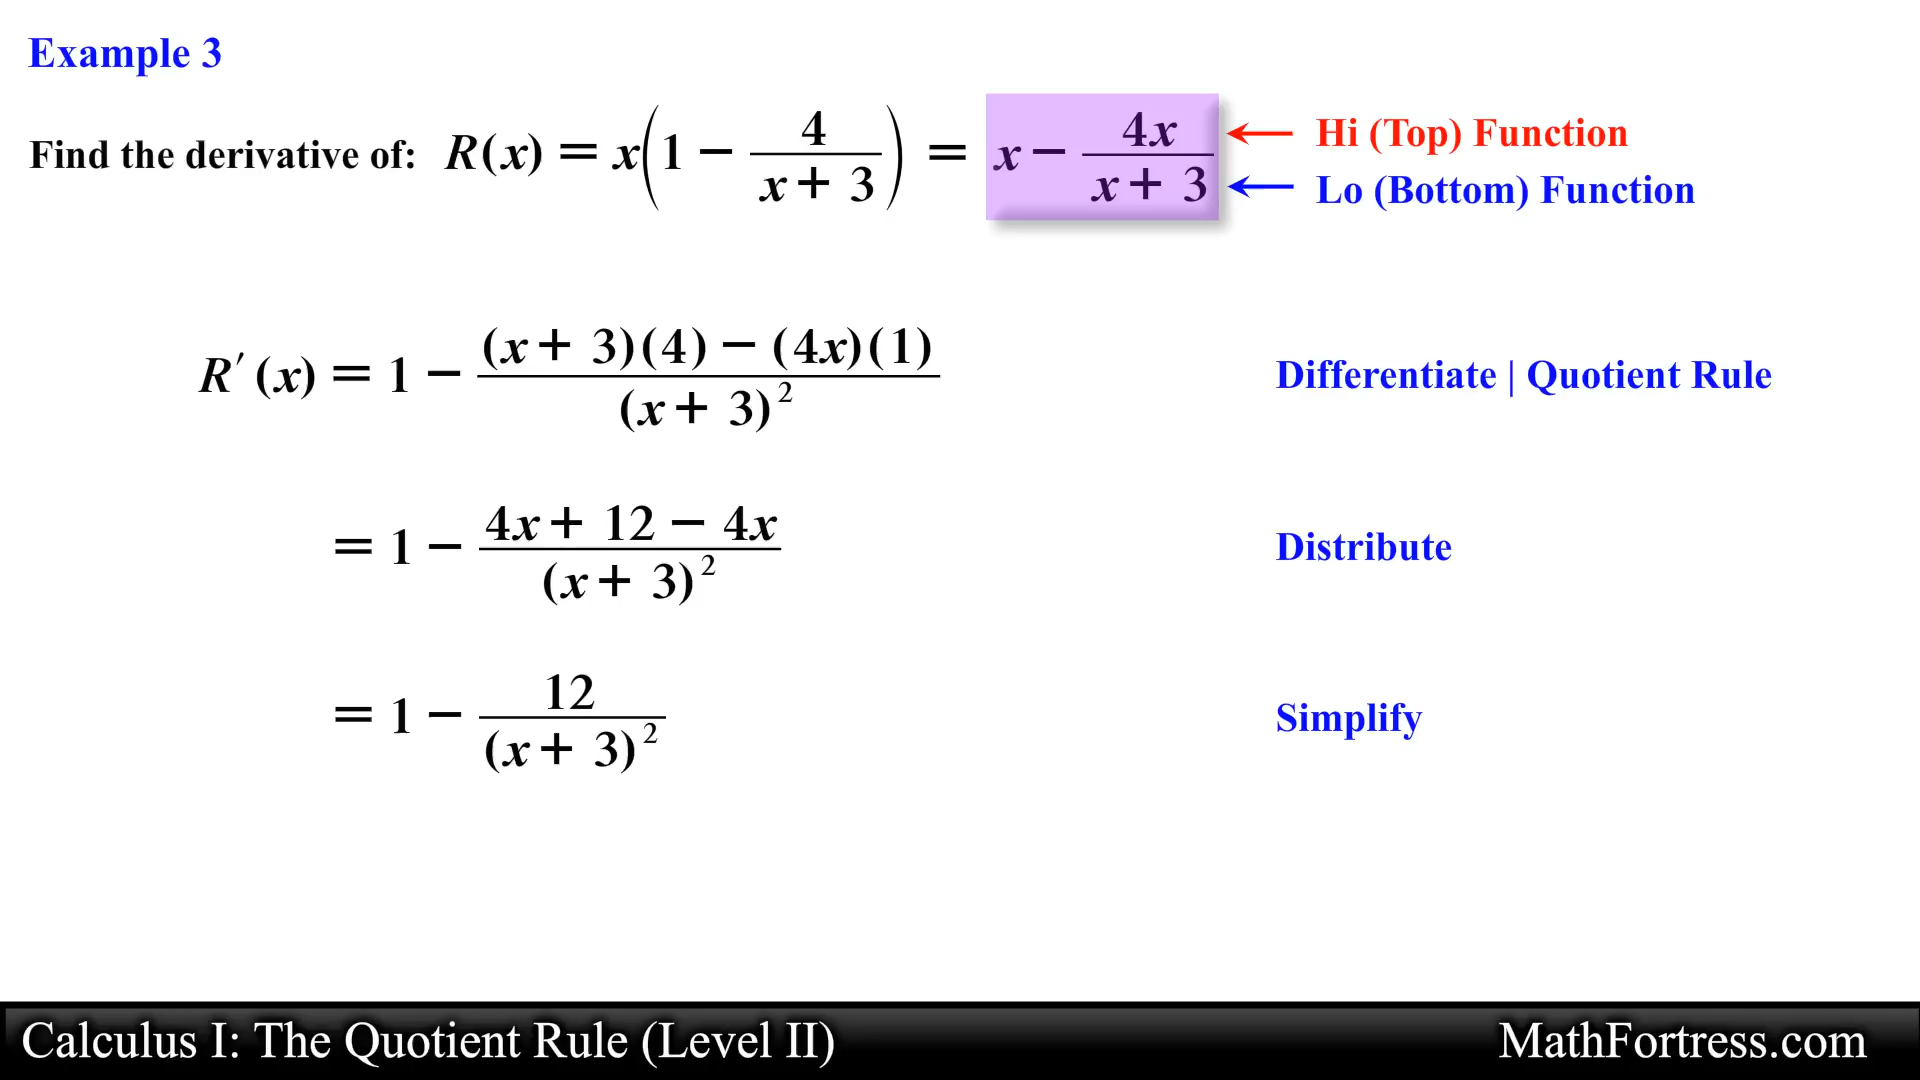 Example 3
Find the derivative of: R(x) = x(1 − 4/(x + 3)) = x − 4x/(x + 3)
Hi (Top) Function
Lo (Bottom) Function
R′(x) = 1 − ((x + 3)(4) − (4x)(1))/(x + 3)² Differentiate | Quotient Rule
= 1 − (4x + 12 − 4x)/(x + 3)² Distribute
= 1 − 12/(x + 3)² Simplify
Calculus I: The Quotient Rule (Level II) MathFortress.com